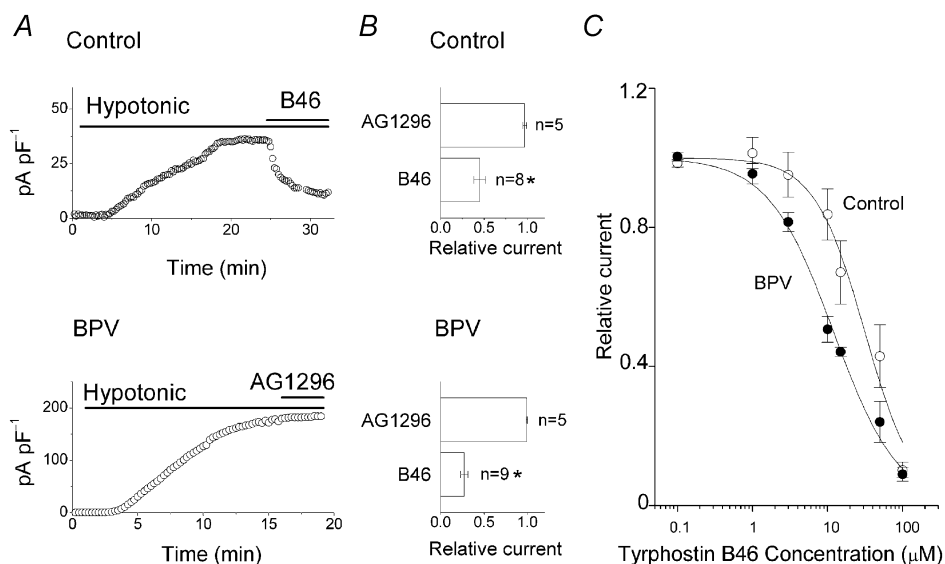 A
Control
50
25
0
pA pF⁻¹
Hypotonic
B46
10
20
30
Time (min)
BPV
200
100
0
pA pF⁻¹
Hypotonic
AG1296
5
10
15
20
Time (min)
B
Control
AG1296
n=5
B46
n=8*
0.0
0.5
1.0
Relative current
BPV
AG1296
n=5
B46
n=9*
0.0
0.5
1.0
Relative current
C
1.2
0.8
0.4
0
Relative current
Control
BPV
0.1
1
10
100
Tyrphostin B46 Concentration (μM)